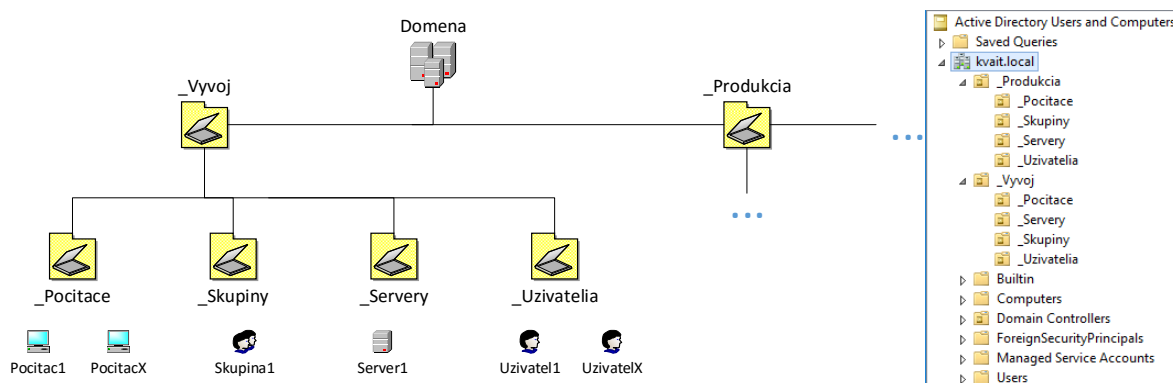 Domena
_Vyvoj
_Produkcia
_Pocitace
_Skupiny
_Servery
_Uzivatelia
Pocitac1
PocitacX
Skupina1
Server1
Uzivatel1
UzivatelX
Active Directory Users and Computers
Saved Queries
kvait.local
_Produkcia
_Pocitace
_Skupiny
_Servery
_Uzivatelia
_Vyvoj
_Pocitace
_Servery
_Skupiny
_Uzivatelia
Builtin
Computers
Domain Controllers
ForeignSecurityPrincipals
Managed Service Accounts
Users